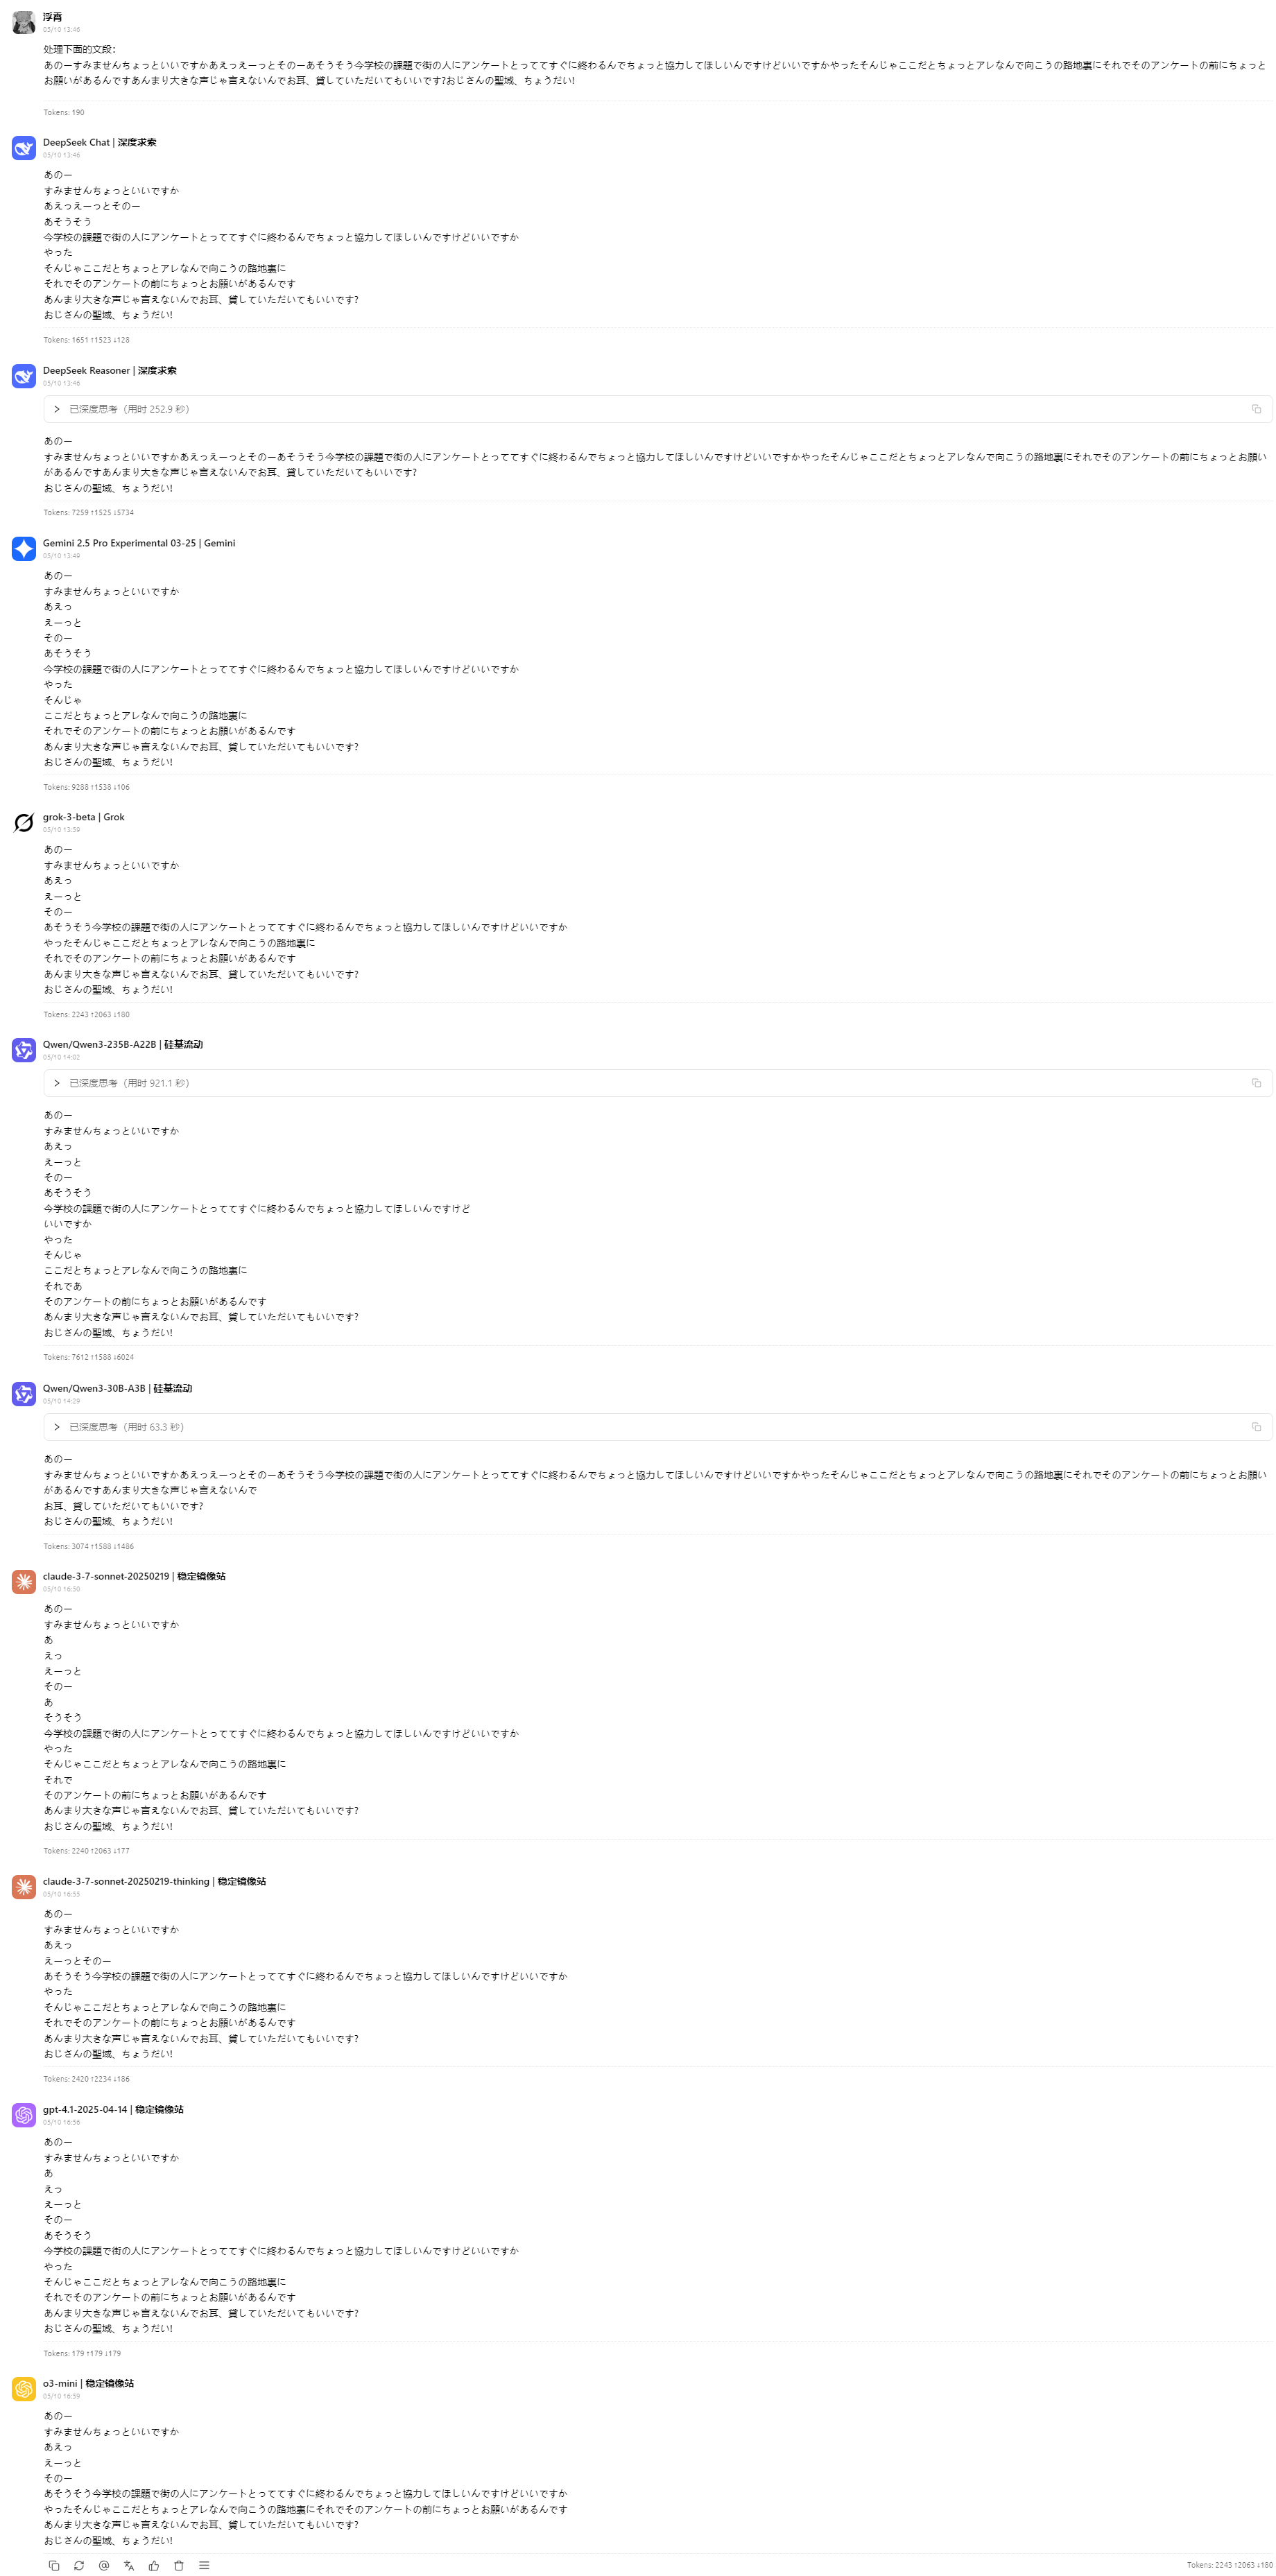 浮霄
05/10 13:46
处理下面的文段：
あのーすみませんちょっといいですかあえっえーっとそのーあそうそう今学校の課題で街の人にアンケートとっててすぐに終わるんでちょっと協力してほしいんですけどいいですかやったそんじゃここだとちょっとアレなんで向こうの路地裏にそれでそのアンケートの前にちょっと
お願いがあるんですあんまり大きな声じゃ言えないんでお耳、貸していただいてもいいです?おじさんの聖域、ちょうだい!
Tokens: 190
DeepSeek Chat | 深度求索
05/10 13:46
あのー
すみませんちょっといいですか
あえっえーっとそのー
あそうそう
今学校の課題で街の人にアンケートとっててすぐに終わるんでちょっと協力してほしいんですけどいいですか
やった
そんじゃここだとちょっとアレなんで向こうの路地裏に
それでそのアンケートの前にちょっとお願いがあるんです
あんまり大きな声じゃ言えないんでお耳、貸していただいてもいいです?
おじさんの聖域、ちょうだい!
Tokens: 1651 ↑1523 ↓128
DeepSeek Reasoner | 深度求索
05/10 13:46
已深度思考（用时 252.9 秒）
あのー
すみませんちょっといいですかあえっえーっとそのーあそうそう今学校の課題で街の人にアンケートとっててすぐに終わるんでちょっと協力してほしいんですけどいいですかやったそんじゃここだとちょっとアレなんで向こうの路地裏にそれでそのアンケートの前にちょっとお願い
があるんですあんまり大きな声じゃ言えないんでお耳、貸していただいてもいいです?
おじさんの聖域、ちょうだい!
Tokens: 7259 ↑1525 ↓5734
Gemini 2.5 Pro Experimental 03-25 | Gemini
05/10 13:49
あのー
すみませんちょっといいですか
あえっ
えーっと
そのー
あそうそう
今学校の課題で街の人にアンケートとっててすぐに終わるんでちょっと協力してほしいんですけどいいですか
やった
そんじゃ
ここだとちょっとアレなんで向こうの路地裏に
それでそのアンケートの前にちょっとお願いがあるんです
あんまり大きな声じゃ言えないんでお耳、貸していただいてもいいです?
おじさんの聖域、ちょうだい!
Tokens: 9288 ↑1538 ↓106
grok-3-beta | Grok
05/10 13:59
あのー
すみませんちょっといいですか
あえっ
えーっと
そのー
あそうそう今学校の課題で街の人にアンケートとっててすぐに終わるんでちょっと協力してほしいんですけどいいですか
やったそんじゃここだとちょっとアレなんで向こうの路地裏に
それでそのアンケートの前にちょっとお願いがあるんです
あんまり大きな声じゃ言えないんでお耳、貸していただいてもいいです?
おじさんの聖域、ちょうだい!
Tokens: 2243 ↑2063 ↓180
Qwen/Qwen3-235B-A22B | 硅基流动
05/10 14:02
已深度思考（用时 921.1 秒）
あのー
すみませんちょっといいですか
あえっ
えーっと
そのー
あそうそう
今学校の課題で街の人にアンケートとっててすぐに終わるんでちょっと協力してほしいんですけど
いいですか
やった
そんじゃ
ここだとちょっとアレなんで向こうの路地裏に
それであ
そのアンケートの前にちょっとお願いがあるんです
あんまり大きな声じゃ言えないんでお耳、貸していただいてもいいです?
おじさんの聖域、ちょうだい!
Tokens: 7612 ↑1588 ↓6024
Qwen/Qwen3-30B-A3B | 硅基流动
05/10 14:29
已深度思考（用时 63.3 秒）
あのー
すみませんちょっといいですかあえっえーっとそのーあそうそう今学校の課題で街の人にアンケートとっててすぐに終わるんでちょっと協力してほしいんですけどいいですかやったそんじゃここだとちょっとアレなんで向こうの路地裏にそれでそのアンケートの前にちょっとお願い
があるんですあんまり大きな声じゃ言えないんで
お耳、貸していただいてもいいです?
おじさんの聖域、ちょうだい!
Tokens: 3074 ↑1588 ↓1486
claude-3-7-sonnet-20250219 | 稳定镜像站
05/10 16:50
あのー
すみませんちょっといいですか
あ
えっ
えーっと
そのー
あ
そうそう
今学校の課題で街の人にアンケートとっててすぐに終わるんでちょっと協力してほしいんですけどいいですか
やった
そんじゃここだとちょっとアレなんで向こうの路地裏に
それで
そのアンケートの前にちょっとお願いがあるんです
あんまり大きな声じゃ言えないんでお耳、貸していただいてもいいです?
おじさんの聖域、ちょうだい!
Tokens: 2240 ↑2063 ↓177
claude-3-7-sonnet-20250219-thinking | 稳定镜像站
05/10 16:55
あのー
すみませんちょっといいですか
あえっ
えーっとそのー
あそうそう今学校の課題で街の人にアンケートとっててすぐに終わるんでちょっと協力してほしいんですけどいいですか
やった
そんじゃここだとちょっとアレなんで向こうの路地裏に
それでそのアンケートの前にちょっとお願いがあるんです
あんまり大きな声じゃ言えないんでお耳、貸していただいてもいいです?
おじさんの聖域、ちょうだい!
Tokens: 2420 ↑2234 ↓186
gpt-4.1-2025-04-14 | 稳定镜像站
05/10 16:56
あのー
すみませんちょっといいですか
あ
えっ
えーっと
そのー
あそうそう
今学校の課題で街の人にアンケートとっててすぐに終わるんでちょっと協力してほしいんですけどいいですか
やった
そんじゃここだとちょっとアレなんで向こうの路地裏に
それでそのアンケートの前にちょっとお願いがあるんです
あんまり大きな声じゃ言えないんでお耳、貸していただいてもいいです?
おじさんの聖域、ちょうだい!
Tokens: 179 ↑179 ↓179
o3-mini | 稳定镜像站
05/10 16:59
あのー
すみませんちょっといいですか
あえっ
えーっと
そのー
あそうそう今学校の課題で街の人にアンケートとっててすぐに終わるんでちょっと協力してほしいんですけどいいですか
やったそんじゃここだとちょっとアレなんで向こうの路地裏にそれでそのアンケートの前にちょっとお願いがあるんです
あんまり大きな声じゃ言えないんでお耳、貸していただいてもいいです?
おじさんの聖域、ちょうだい!
Tokens: 2243 ↑2063 ↓180